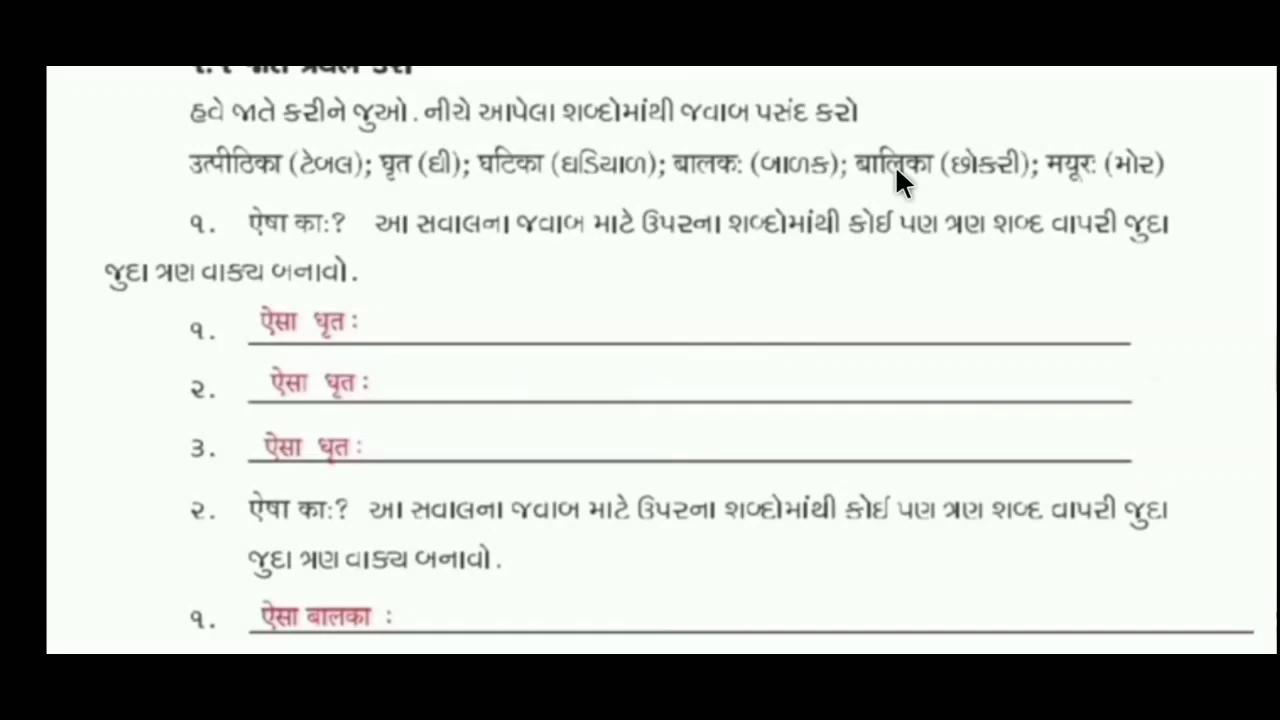 હવે જાતે કરીને જુઓ. નીચે આપેલા શબ્દોમાંથી જવાબ પસંદ કરો
उत्पीठिका (ટેબલ); घृत (ઘી); घटिका (ઘડિયાળ); बालक: (બાળક); बालिका (છોકરી); मयूर: (મોર)
૧. ऐषा का:? આ સવાલના જવાબ માટે ઉપરના શબ્દોમાંથી કોઈ પણ ત્રણ શબ્દ વાપરી જુદા
જુદા ત્રણ વાક્ય બનાવો.
૧. ऐसा धृत :
૨. ऐसा धृत :
૩. ऐसा धृत :
૨. ऐषा का:? આ સવાલના જવાબ માટે ઉપરના શબ્દોમાંથી કોઈ પણ ત્રણ શબ્દ વાપરી જુદા
જુદા ત્રણ વાક્ય બનાવો.
૧. ऐसा बालका :